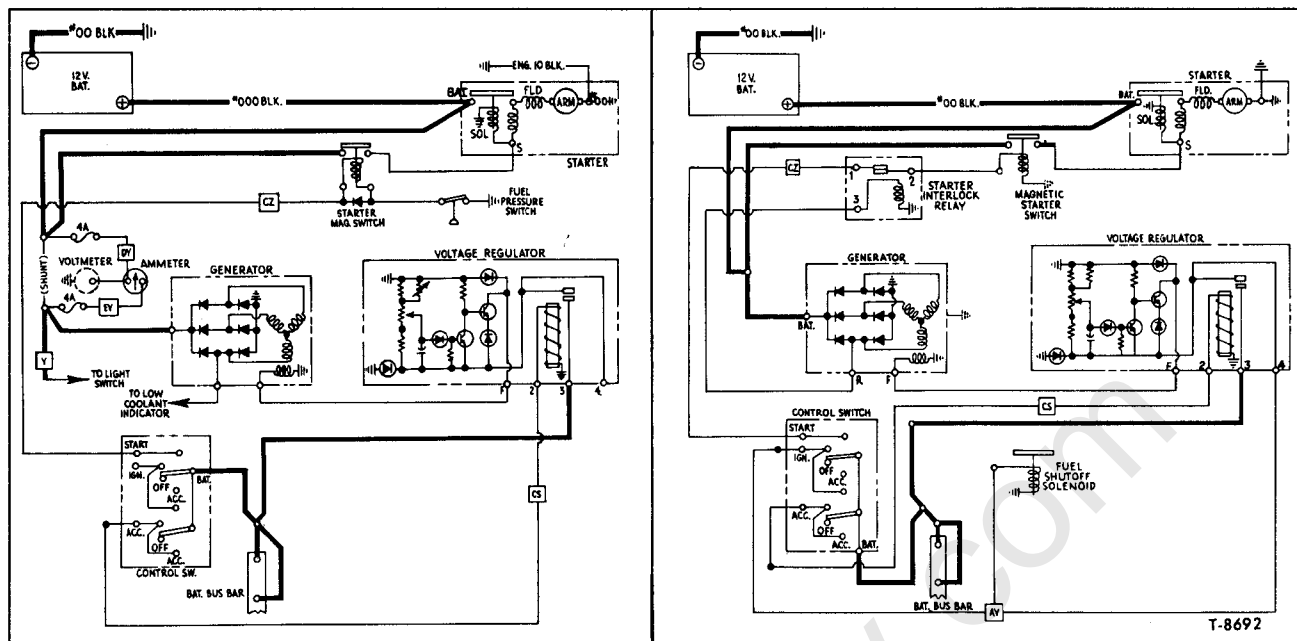 #00 BLK
12 V.
BAT.
#000 BLK.
ENG. 10 BLK.
BAT.
FLD
ARM
SOL
S
STARTER
CZ
STARTER
MAG. SWITCH
FUEL
PRESSURE
SWITCH
4A
DY
VOLTMETER
AMMETER
(SHUNT)
4A
EY
GENERATOR
VOLTAGE REGULATOR
Y
TO LIGHT
SWITCH
TO LOW
COOLANT
INDICATOR
F
2
3
4
START
IGN.
OFF
ACC.
BAT.
ACC.
OFF
ACC.
CONTROL SW.
BAT. BUS BAR
CS
#00 BLK.
12 V.
BAT.
#00 BLK.
STARTER
BAT.
FLD.
ARM
SOL
S
CZ
1
2
3
STARTER
INTERLOCK
RELAY
MAGNETIC
STARTER
SWITCH
GENERATOR
VOLTAGE REGULATOR
BAT.
R
F
F
2
3
4
CS
CONTROL SWITCH
START
IGN.
OFF
ACC.
ACC.
OFF
ACC.
BAT.
FUEL
SHUTOFF
SOLENOID
BAT. BUS BAR
AY
T-8692